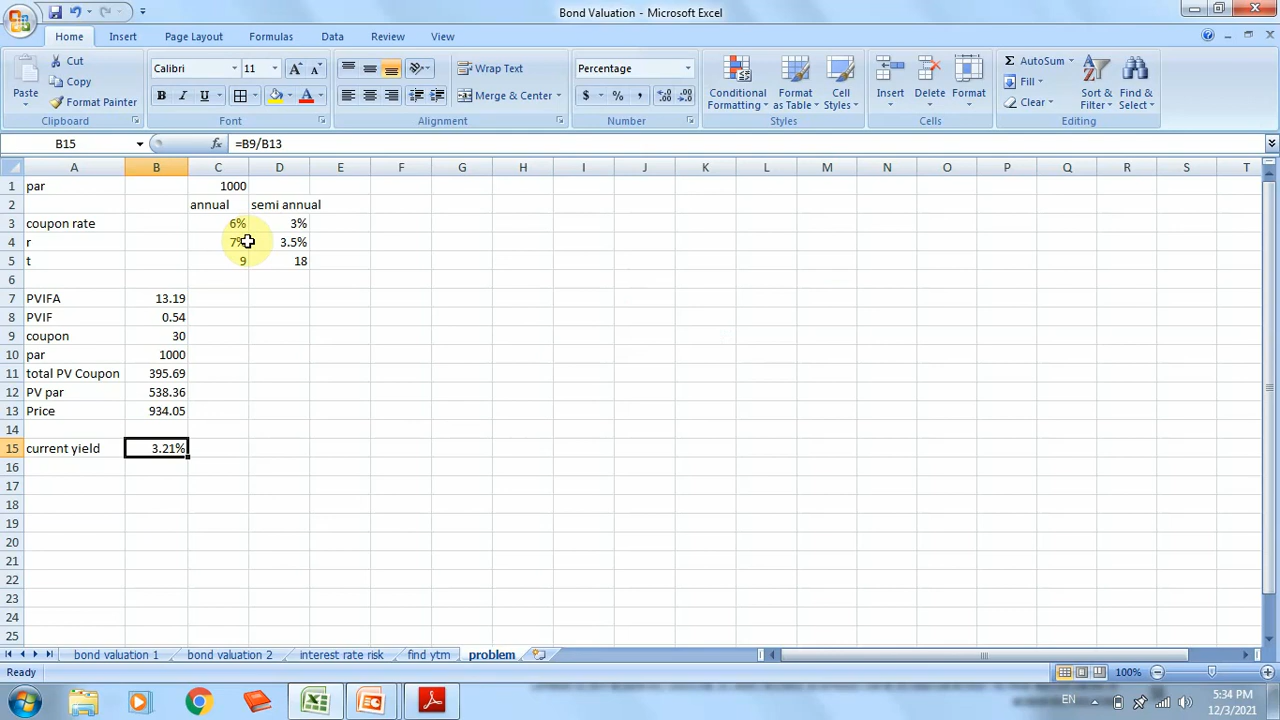 Bond Valuation - Microsoft Excel
Home Insert Page Layout Formulas Data Review View
Paste Cut Copy Format Painter Clipboard
Calibri 11 B I U A Font
Wrap Text Merge & Center Alignment
Percentage $ % , Number
Conditional Formatting Format as Table Cell Styles Styles
Insert Delete Format Cells
Σ AutoSum Fill Clear Sort & Filter Find & Select Editing
B15 fx =B9/B13
A B C D E F G H I J K L M N O P Q R S T
1 par 1000
2 annual semi annual
3 coupon rate 6% 3%
4 r 7% 3.5%
5 t 9 18
6
7 PVIFA 13.19
8 PVIF 0.54
9 coupon 30
10 par 1000
11 total PV Coupon 395.69
12 PV par 538.36
13 Price 934.05
14
15 current yield 3.21%
16
17
18
19
20
21
22
23
24
25
bond valuation 1 bond valuation 2 interest rate risk find ytm problem
Ready 100%
EN 5:34 PM
12/3/2021